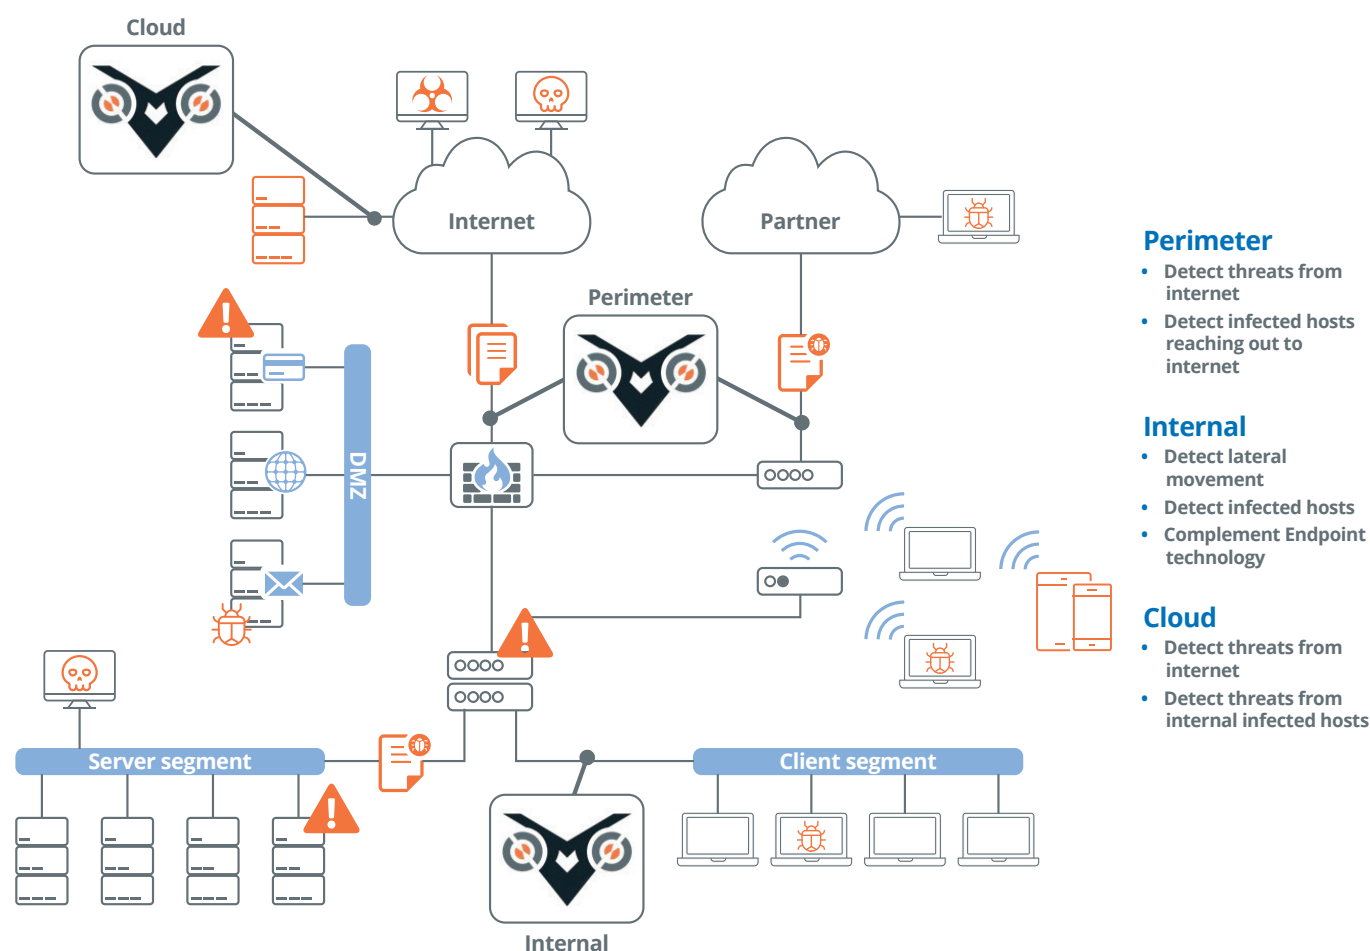 Cloud
Internet
Partner
Perimeter
DMZ
Server segment
Client segment
Internal
Perimeter
• Detect threats from
internet
• Detect infected hosts
reaching out to
internet
Internal
• Detect lateral
movement
• Detect infected hosts
• Complement Endpoint
technology
Cloud
• Detect threats from
internet
• Detect threats from
internal infected hosts